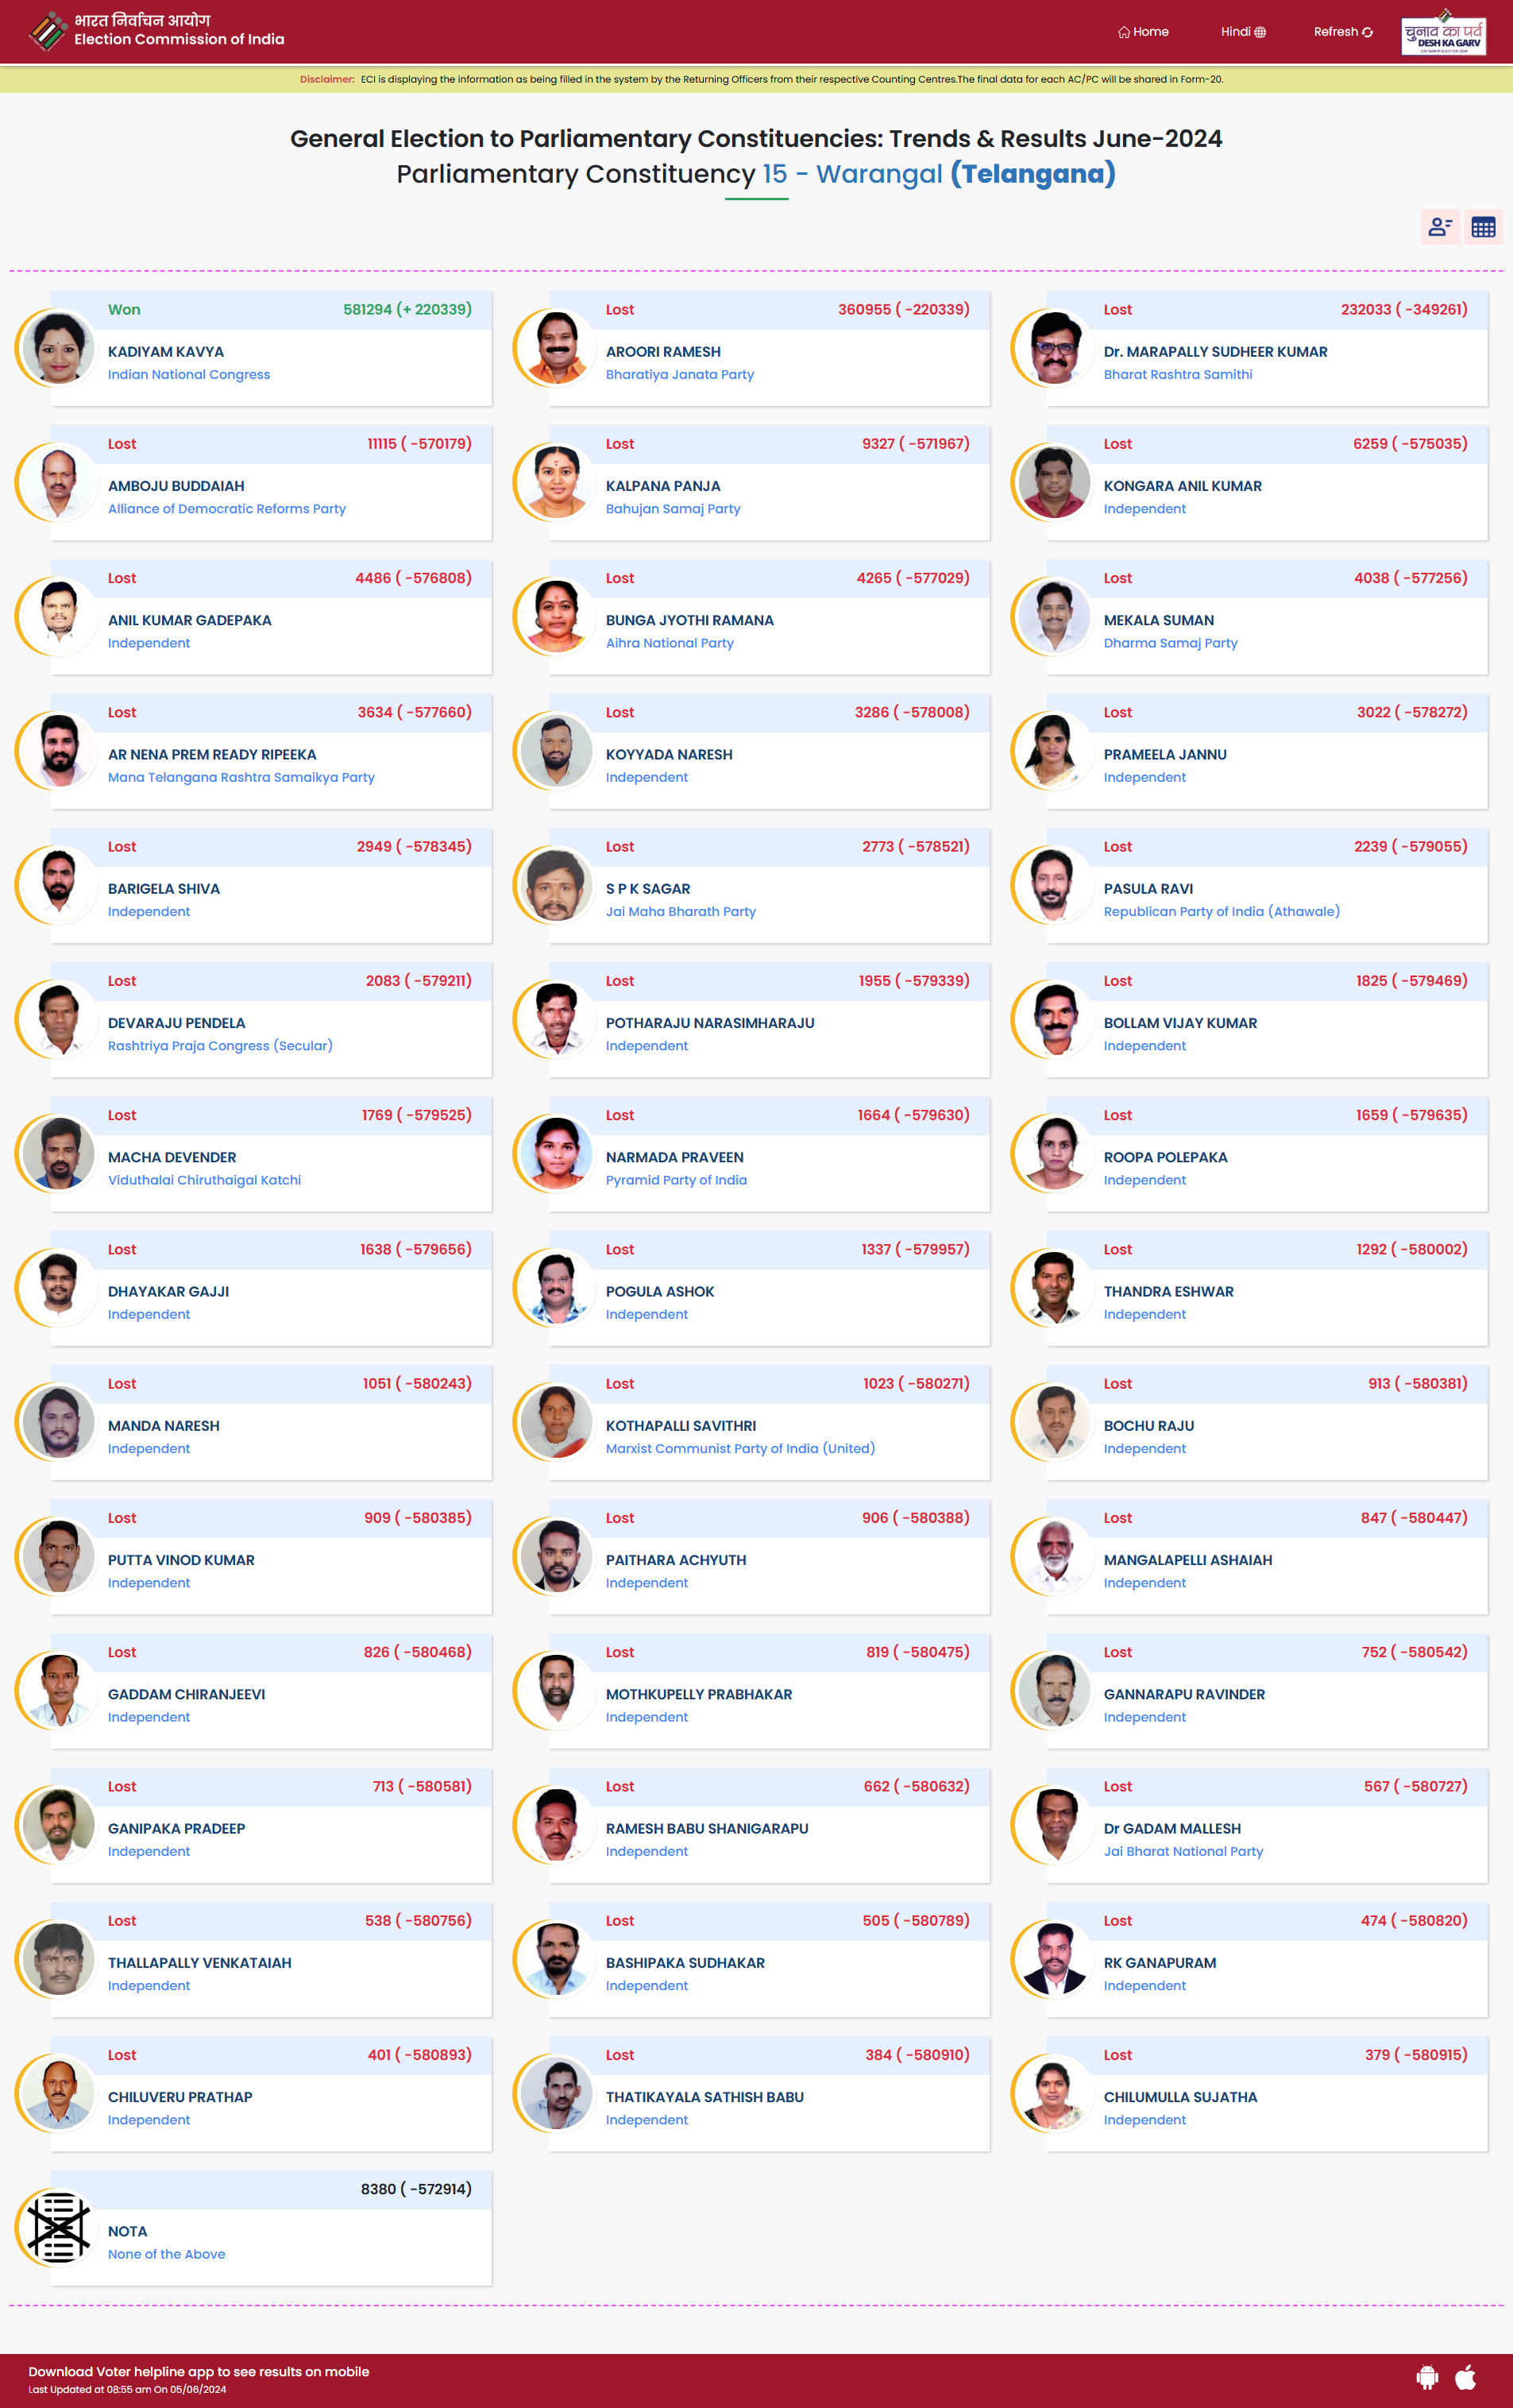 भारत निर्वाचन आयोग
Election Commission of India
Home
Hindi
Refresh
चुनाव का पर्व
DESH KA GARV
Disclaimer: ECI is displaying the information as being filled in the system by the Returning Officers from their respective Counting Centres.The final data for each AC/PC will be shared in Form-20.
General Election to Parliamentary Constituencies: Trends & Results June-2024
Parliamentary Constituency 15 - Warangal (Telangana)
Won 581294 (+ 220339)
KADIYAM KAVYA
Indian National Congress
Lost 360955 ( -220339)
AROORI RAMESH
Bharatiya Janata Party
Lost 232033 ( -349261)
Dr. MARAPALLY SUDHEER KUMAR
Bharat Rashtra Samithi
Lost 11115 ( -570179)
AMBOJU BUDDAIAH
Alliance of Democratic Reforms Party
Lost 9327 ( -571967)
KALPANA PANJA
Bahujan Samaj Party
Lost 6259 ( -575035)
KONGARA ANIL KUMAR
Independent
Lost 4486 ( -576808)
ANIL KUMAR GADEPAKA
Independent
Lost 4265 ( -577029)
BUNGA JYOTHI RAMANA
Aihra National Party
Lost 4038 ( -577256)
MEKALA SUMAN
Dharma Samaj Party
Lost 3634 ( -577660)
AR NENA PREM READY RIPEEKA
Mana Telangana Rashtra Samaikya Party
Lost 3286 ( -578008)
KOYYADA NARESH
Independent
Lost 3022 ( -578272)
PRAMEELA JANNU
Independent
Lost 2949 ( -578345)
BARIGELA SHIVA
Independent
Lost 2773 ( -578521)
S P K SAGAR
Jai Maha Bharath Party
Lost 2239 ( -579055)
PASULA RAVI
Republican Party of India (Athawale)
Lost 2083 ( -579211)
DEVARAJU PENDELA
Rashtriya Praja Congress (Secular)
Lost 1955 ( -579339)
POTHARAJU NARASIMHARAJU
Independent
Lost 1825 ( -579469)
BOLLAM VIJAY KUMAR
Independent
Lost 1769 ( -579525)
MACHA DEVENDER
Viduthalai Chiruthaigal Katchi
Lost 1664 ( -579630)
NARMADA PRAVEEN
Pyramid Party of India
Lost 1659 ( -579635)
ROOPA POLEPAKA
Independent
Lost 1638 ( -579656)
DHAYAKAR GAJJI
Independent
Lost 1337 ( -579957)
POGULA ASHOK
Independent
Lost 1292 ( -580002)
THANDRA ESHWAR
Independent
Lost 1051 ( -580243)
MANDA NARESH
Independent
Lost 1023 ( -580271)
KOTHAPALLI SAVITHRI
Marxist Communist Party of India (United)
Lost 913 ( -580381)
BOCHU RAJU
Independent
Lost 909 ( -580385)
PUTTA VINOD KUMAR
Independent
Lost 906 ( -580388)
PAITHARA ACHYUTH
Independent
Lost 847 ( -580447)
MANGALAPELLI ASHAIAH
Independent
Lost 826 ( -580468)
GADDAM CHIRANJEEVI
Independent
Lost 819 ( -580475)
MOTHKUPELLY PRABHAKAR
Independent
Lost 752 ( -580542)
GANNARAPU RAVINDER
Independent
Lost 713 ( -580581)
GANIPAKA PRADEEP
Independent
Lost 662 ( -580632)
RAMESH BABU SHANIGARAPU
Independent
Lost 567 ( -580727)
Dr GADAM MALLESH
Jai Bharat National Party
Lost 538 ( -580756)
THALLAPALLY VENKATAIAH
Independent
Lost 505 ( -580789)
BASHIPAKA SUDHAKAR
Independent
Lost 474 ( -580820)
RK GANAPURAM
Independent
Lost 401 ( -580893)
CHILUVERU PRATHAP
Independent
Lost 384 ( -580910)
THATIKAYALA SATHISH BABU
Independent
Lost 379 ( -580915)
CHILUMULLA SUJATHA
Independent
8380 ( -572914)
NOTA
None of the Above
Download Voter helpline app to see results on mobile
Last Updated at 08:55 am On 05/06/2024